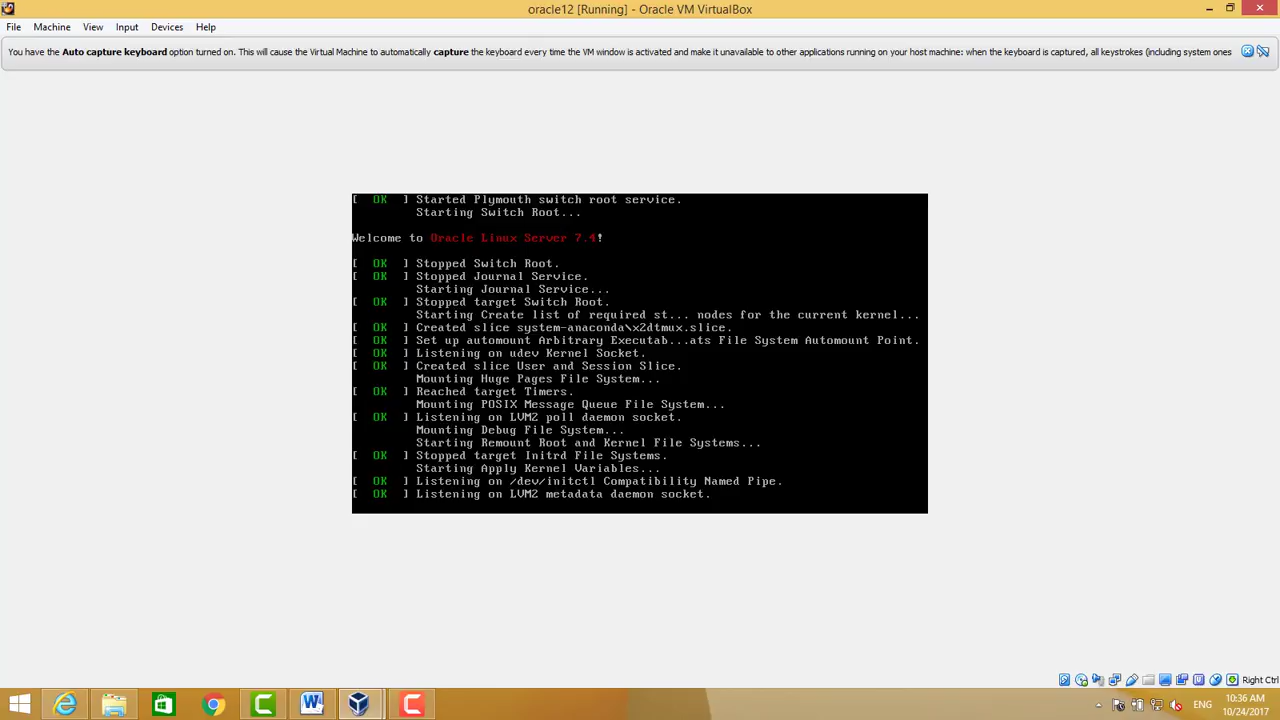 oracle12 [Running] - Oracle VM VirtualBox
File Machine View Input Devices Help
You have the Auto capture keyboard option turned on. This will cause the Virtual Machine to automatically capture the keyboard every time the VM window is activated and make it unavailable to other applications running on your host machine: when the keyboard is captured, all keystrokes (including system ones
[ OK ] Started Plymouth switch root service.
Starting Switch Root...
Welcome to Oracle Linux Server 7.4!
[ OK ] Stopped Switch Root.
[ OK ] Stopped Journal Service.
Starting Journal Service...
[ OK ] Stopped target Switch Root.
Starting Create list of required st... nodes for the current kernel...
[ OK ] Created slice system-anaconda\x2dtmux.slice.
[ OK ] Set up automount Arbitrary Executab...ats File System Automount Point.
[ OK ] Listening on udev Kernel Socket.
[ OK ] Created slice User and Session Slice.
Mounting Huge Pages File System...
[ OK ] Reached target Timers.
Mounting POSIX Message Queue File System...
[ OK ] Listening on LVM2 poll daemon socket.
Mounting Debug File System...
Starting Remount Root and Kernel File Systems...
[ OK ] Stopped target Initrd File Systems.
Starting Apply Kernel Variables...
[ OK ] Listening on /dev/initctl Compatibility Named Pipe.
[ OK ] Listening on LVM2 metadata daemon socket.
Right Ctrl
ENG
10:36 AM
10/24/2017